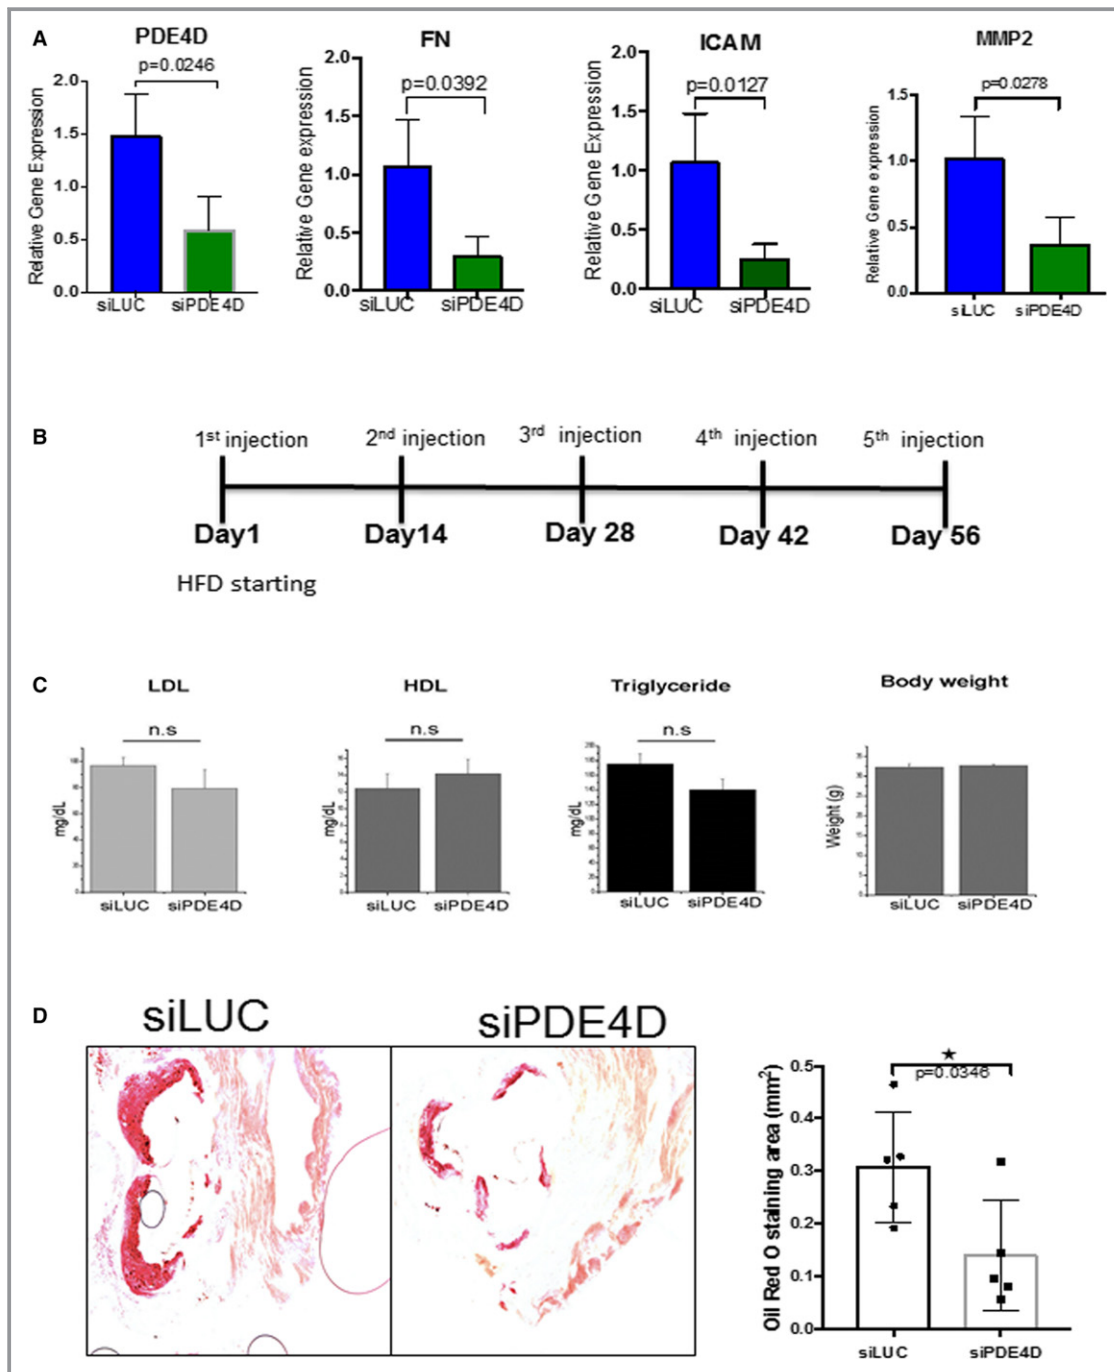 A
PDE4D
p=0.0246
Relative Gene Expression
2.0
1.5
1.0
0.5
0.0
siLUC siPDE4D
FN
p=0.0392
Relative Gene expression
2.0
1.5
1.0
0.5
0.0
siLUC siPDE4D
ICAM
p=0.0127
Relative Gene Expression
2.0
1.5
1.0
0.5
0.0
siLUC siPDE4D
MMP2
p=0.0278
Relative Gene expression
1.5
1.0
0.5
0.0
siLUC siPDE4D
B
1st injection 2nd injection 3rd injection 4th injection 5th injection
Day1 Day14 Day 28 Day 42 Day 56
HFD starting
C
LDL
n.s
mg/dL
siLUC siPDE4D
HDL
n.s
mg/dL
siLUC siPDE4D
Triglyceride
n.s
mg/dL
siLUC siPDE4D
Body weight
Weight (g)
siLUC siPDE4D
D
siLUC siPDE4D
p=0.0346
Oil Red O staining area (mm2)
0.5
0.4
0.3
0.2
0.1
0.0
siLUC siPDE4D